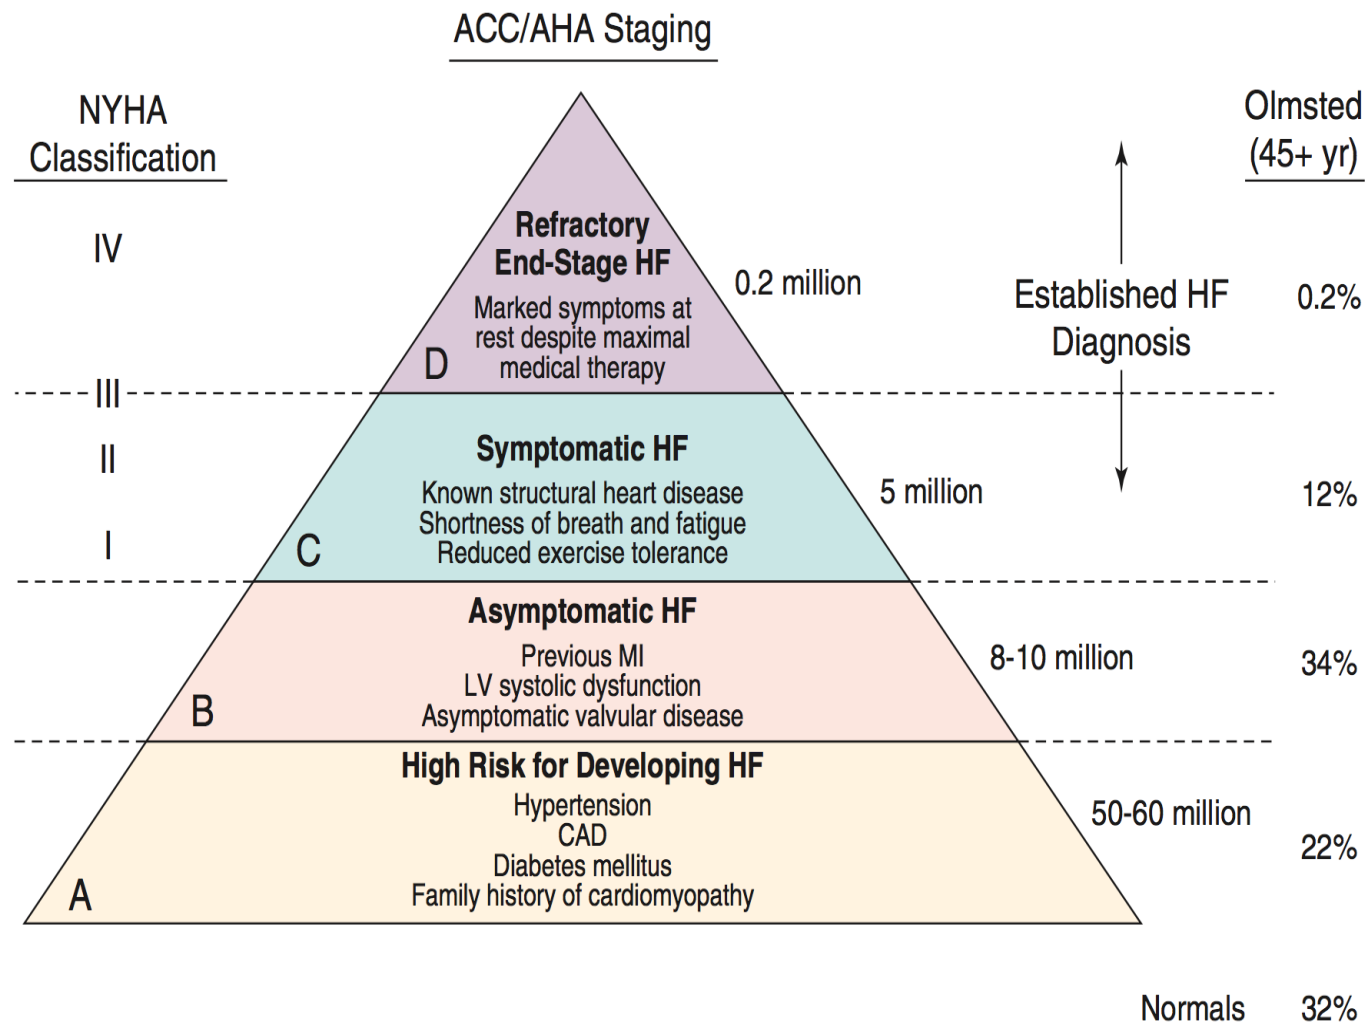 ACC/AHA Staging
NYHA
Classification
IV
III
II
I
Refractory
End-Stage HF
Marked symptoms at
rest despite maximal
medical therapy
D
Symptomatic HF
Known structural heart disease
Shortness of breath and fatigue
Reduced exercise tolerance
C
Asymptomatic HF
Previous MI
LV systolic dysfunction
Asymptomatic valvular disease
B
High Risk for Developing HF
Hypertension
CAD
Diabetes mellitus
Family history of cardiomyopathy
A
0.2 million
5 million
8-10 million
50-60 million
Established HF
Diagnosis
Olmsted
(45+ yr)
0.2%
12%
34%
22%
Normals 32%